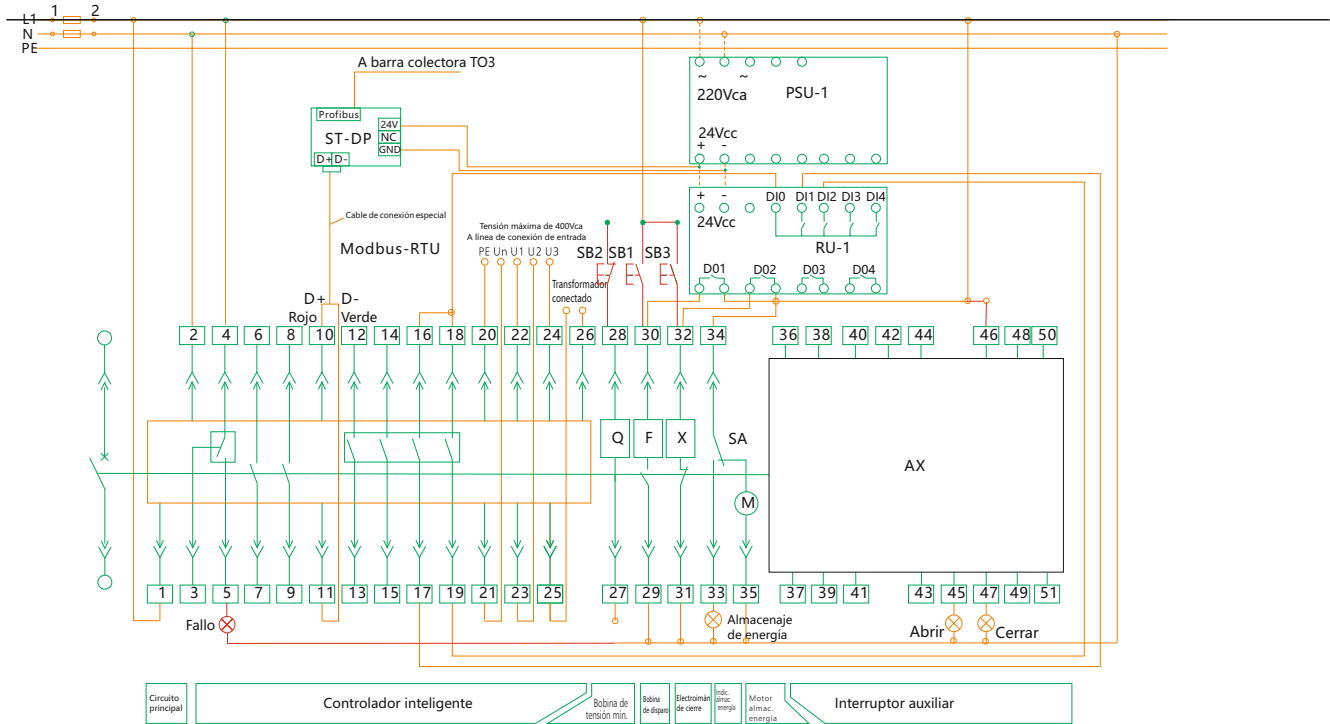 L1 1 2
N
PE
A barra colectora TO3
Profibus
ST-DP
24V
NC
GND
D+ D-
~ ~
220Vca
PSU-1
24Vcc
+ -
+ -
24Vcc
DI0 DI1 DI2 DI3 DI4
RU-1
D01 D02 D03 D04
Cable de conexión especial
Modbus-RTU
Tensión máxima de 400Vca
A línea de conexión de entrada
PE Un U1 U2 U3
SB2 SB1 SB3
Transformador
conectado
D+ D-
Rojo Verde
2 4 6 8 10 12 14 16 18 20 22 24 26 28 30 32 34 36 38 40 42 44 46 48 50
Q F X SA
M
AX
1 3 5 7 9 11 13 15 17 19 21 23 25 27 29 31 33 35 37 39 41 43 45 47 49 51
Fallo
Almacenaje
de energía
Abrir
Cerrar
Circuito
principal
Controlador inteligente
Bobina de
tensión mín.
Bobina
de disparo
Electroimán
de cierre
Indic.
almac.
energía
Motor
almac.
energía
Interruptor auxiliar